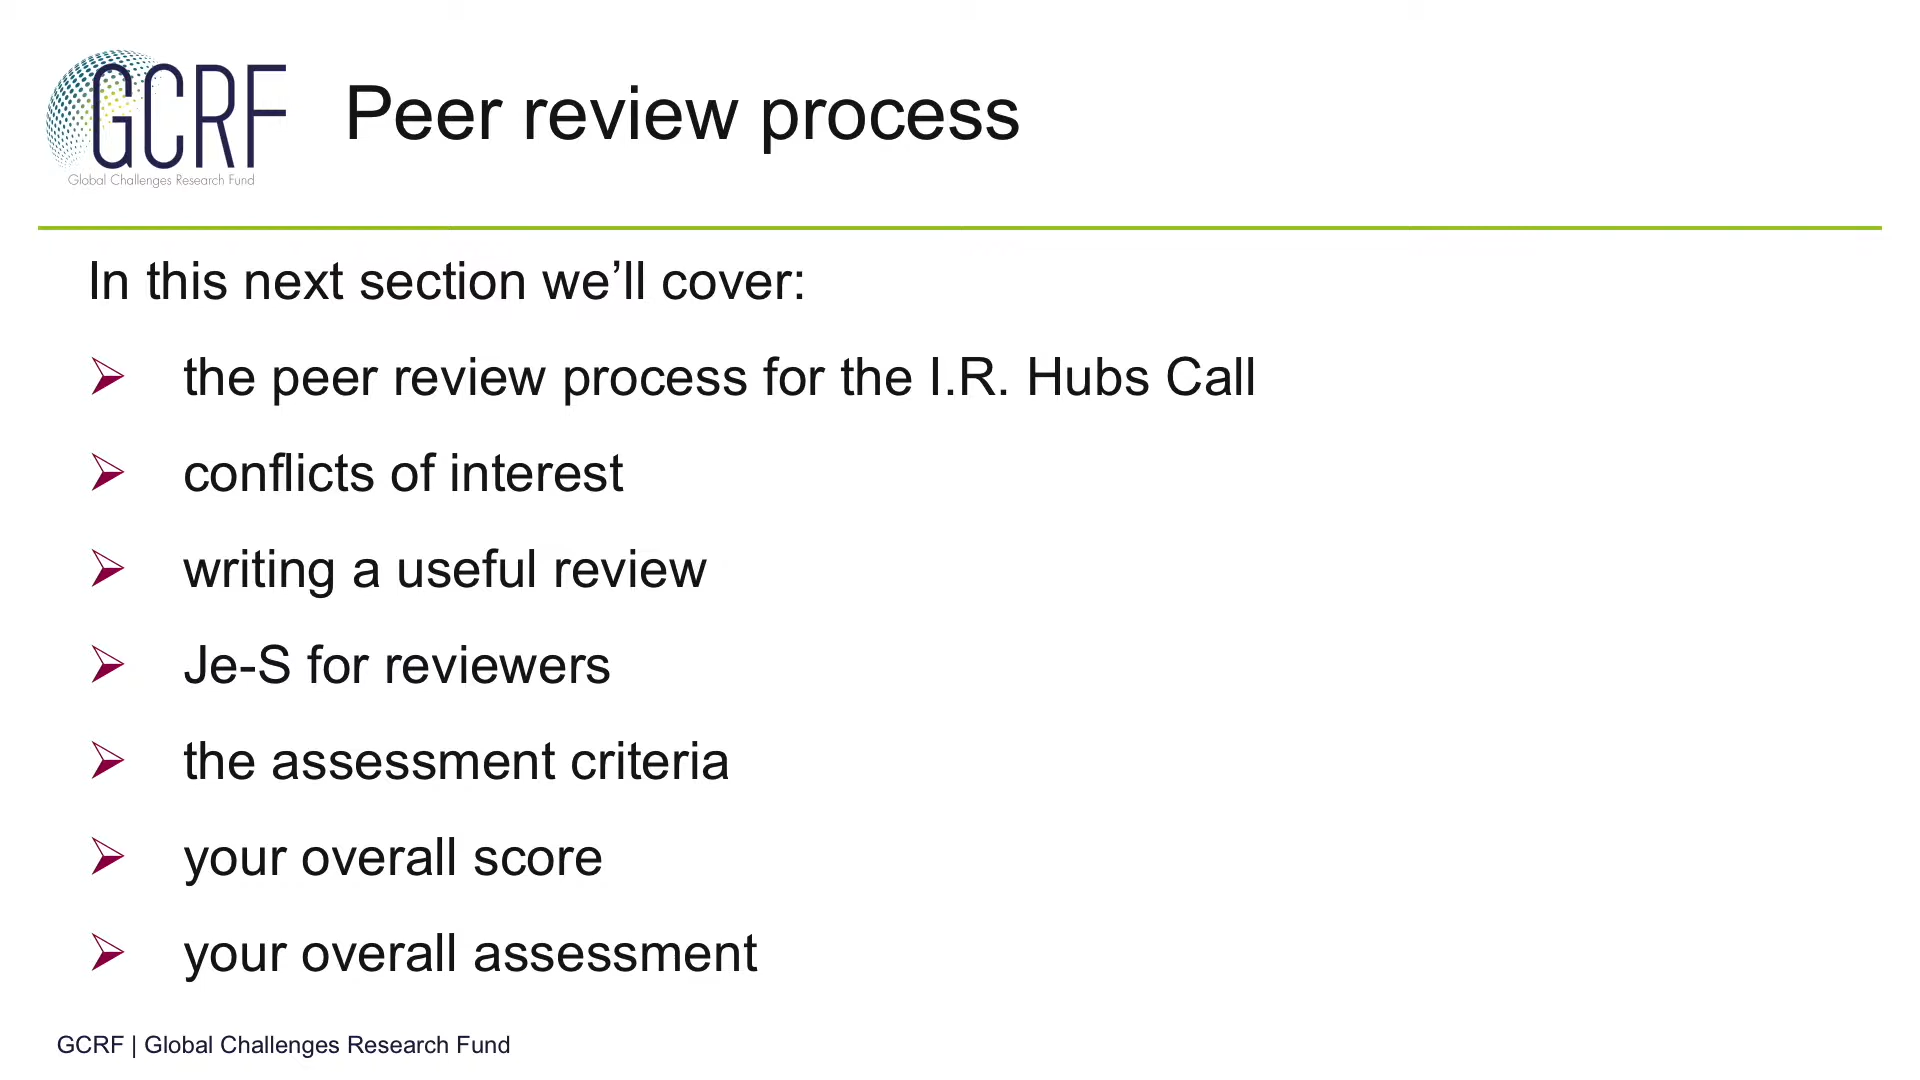 GCRF
Global Challenges Research Fund
Peer review process
In this next section we’ll cover:
the peer review process for the I.R. Hubs Call
conflicts of interest
writing a useful review
Je-S for reviewers
the assessment criteria
your overall score
your overall assessment
GCRF | Global Challenges Research Fund